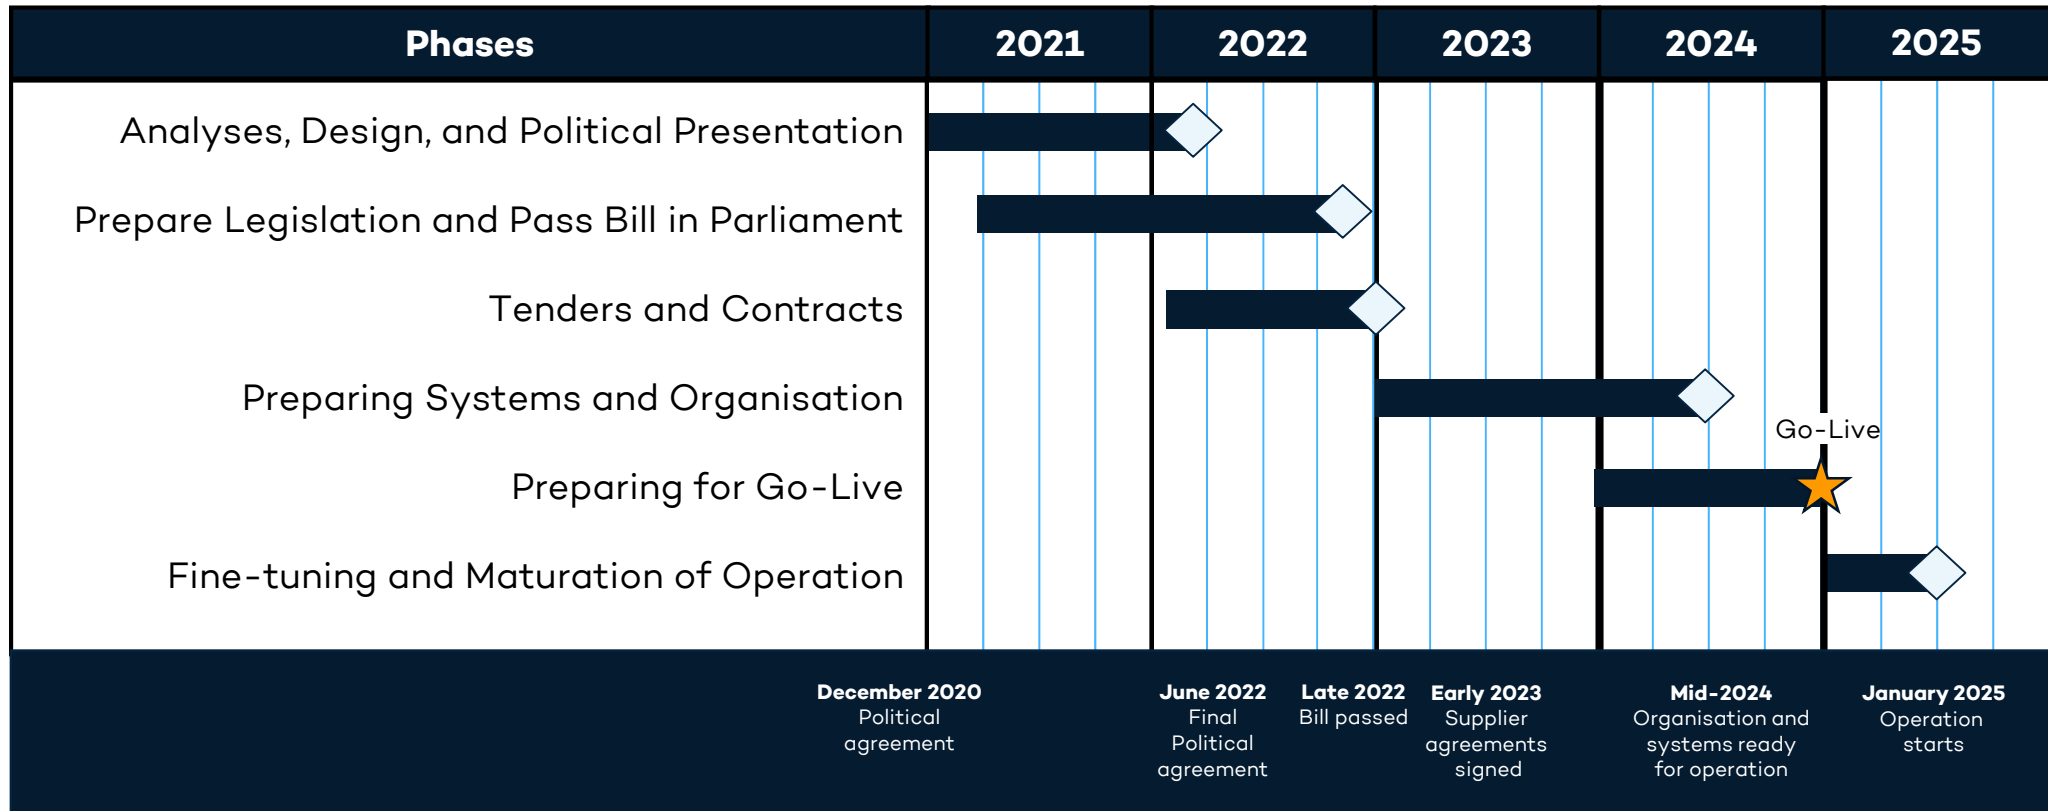 Phases 2021 2022 2023 2024 2025
Analyses, Design, and Political Presentation
Prepare Legislation and Pass Bill in Parliament
Tenders and Contracts
Preparing Systems and Organisation
Go-Live
Preparing for Go-Live
Fine-tuning and Maturation of Operation
December 2020
Political
agreement
June 2022
Final
Political
agreement
Late 2022
Bill passed
Early 2023
Supplier
agreements
signed
Mid-2024
Organisation and
systems ready
for operation
January 2025
Operation
starts